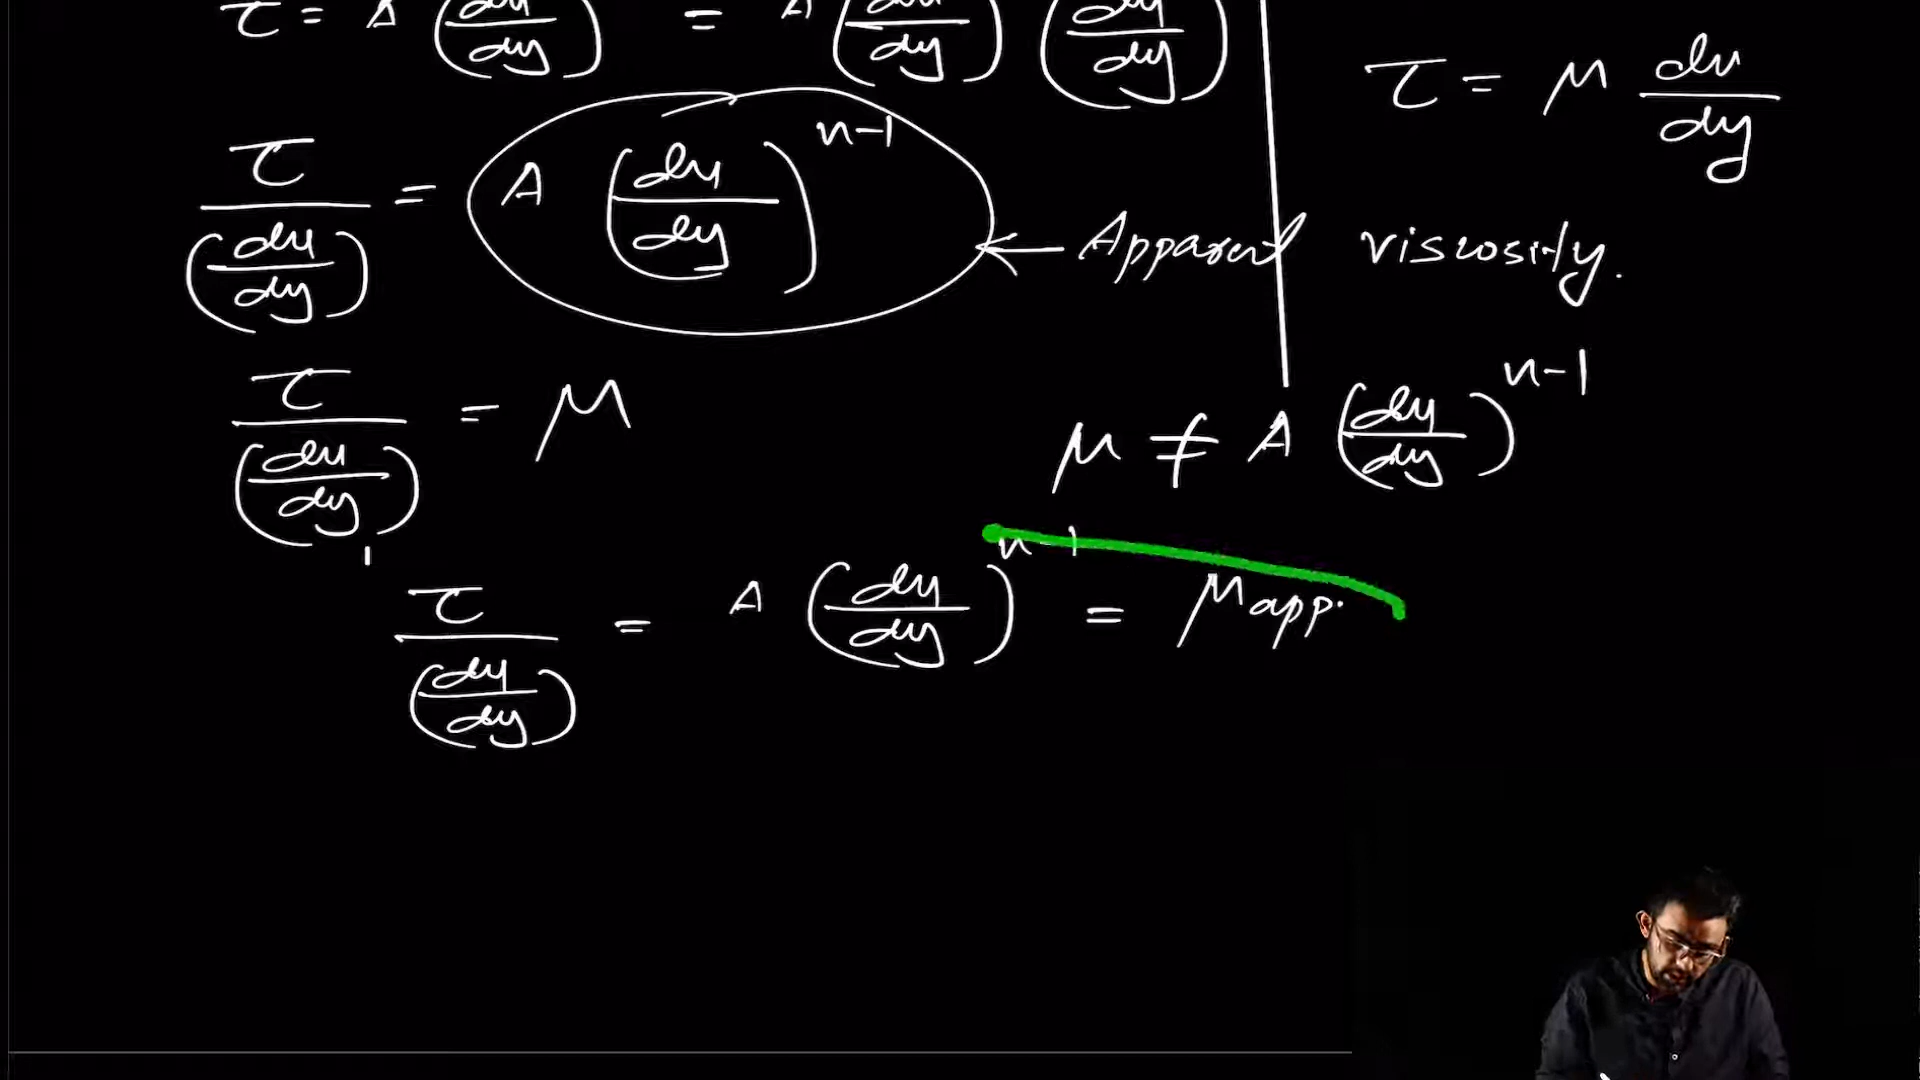 τ = A (du/dy) = A (du/dy) (du/dy)
τ = μ du/dy
τ/(du/dy) = A (du/dy)^n-1 ← Apparent viscosity.
τ/(du/dy) = μ
μ ≠ A (du/dy)^n-1
τ/(du/dy) = A (du/dy)^n-1 = μapp.